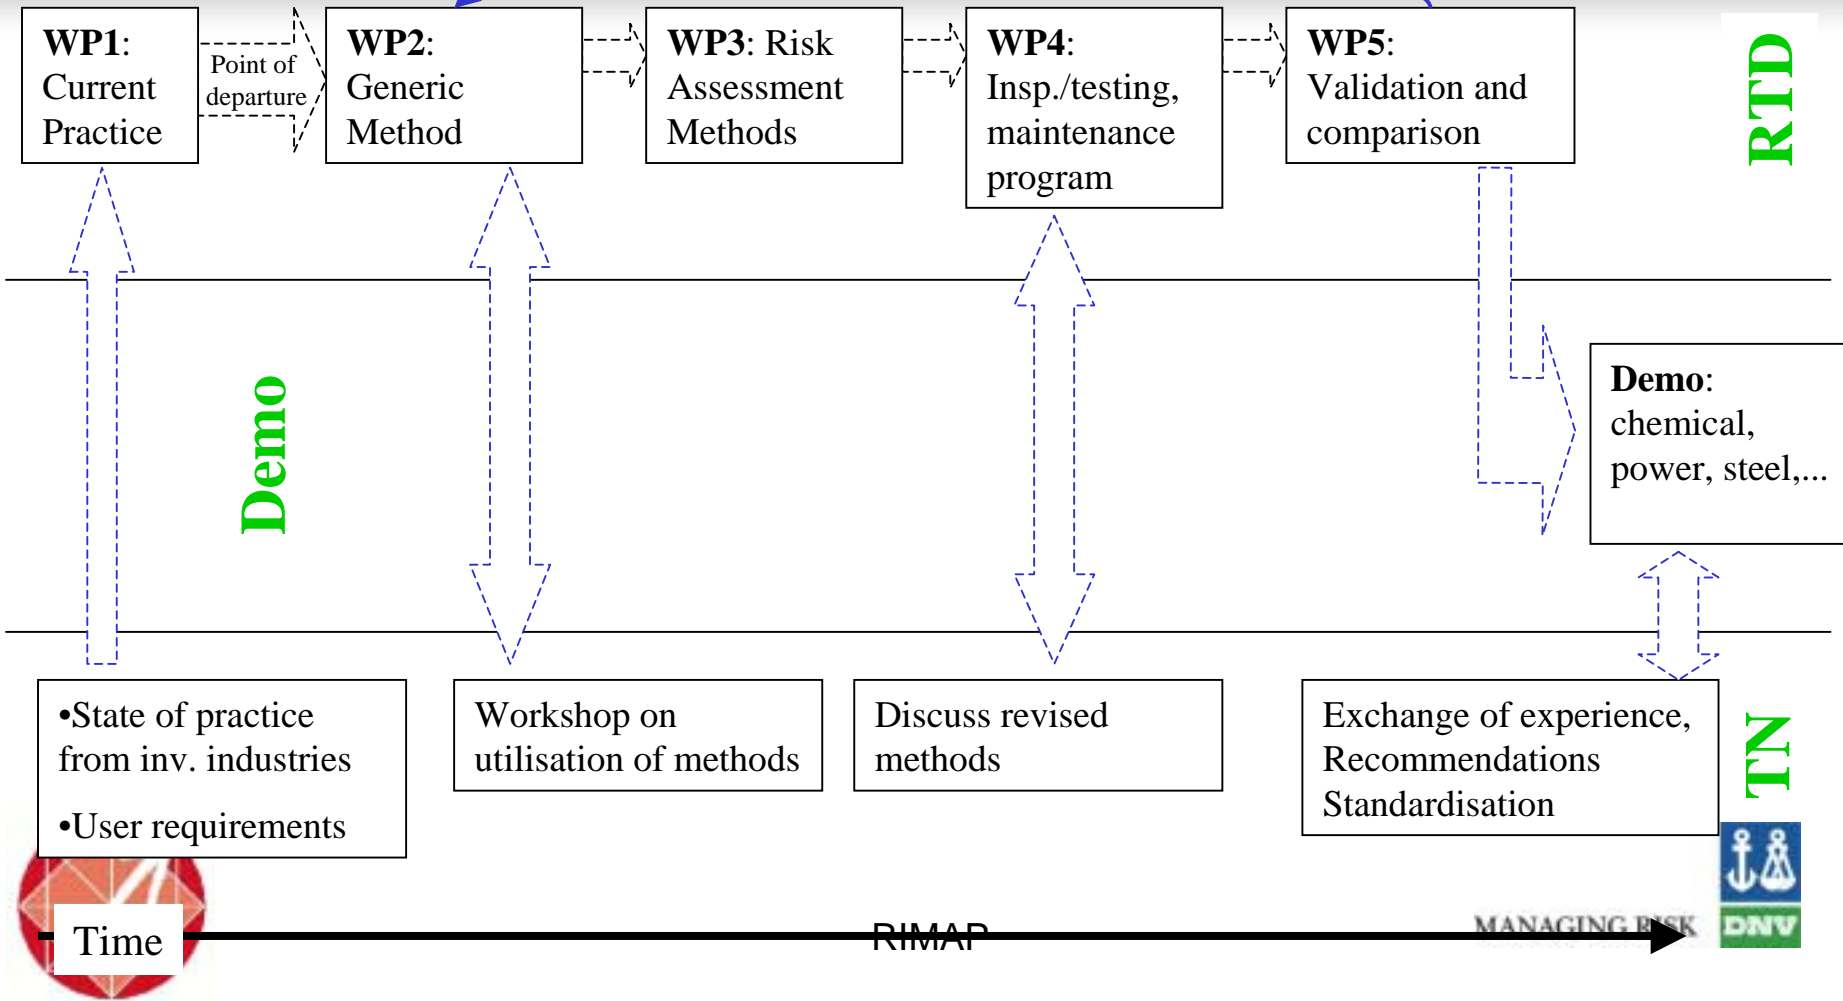 WP1:
Current
Practice
Point of
departure
WP2:
Generic
Method
WP3: Risk
Assessment
Methods
WP4:
Insp./testing,
maintenance
program
WP5:
Validation and
comparison
RTD
Demo
Demo:
chemical,
power, steel,...
•State of practice
from inv. industries
•User requirements
Workshop on
utilisation of methods
Discuss revised
methods
Exchange of experience,
Recommendations
Standardisation
TN
Time
RIMAP
MANAGING RISK
DNV